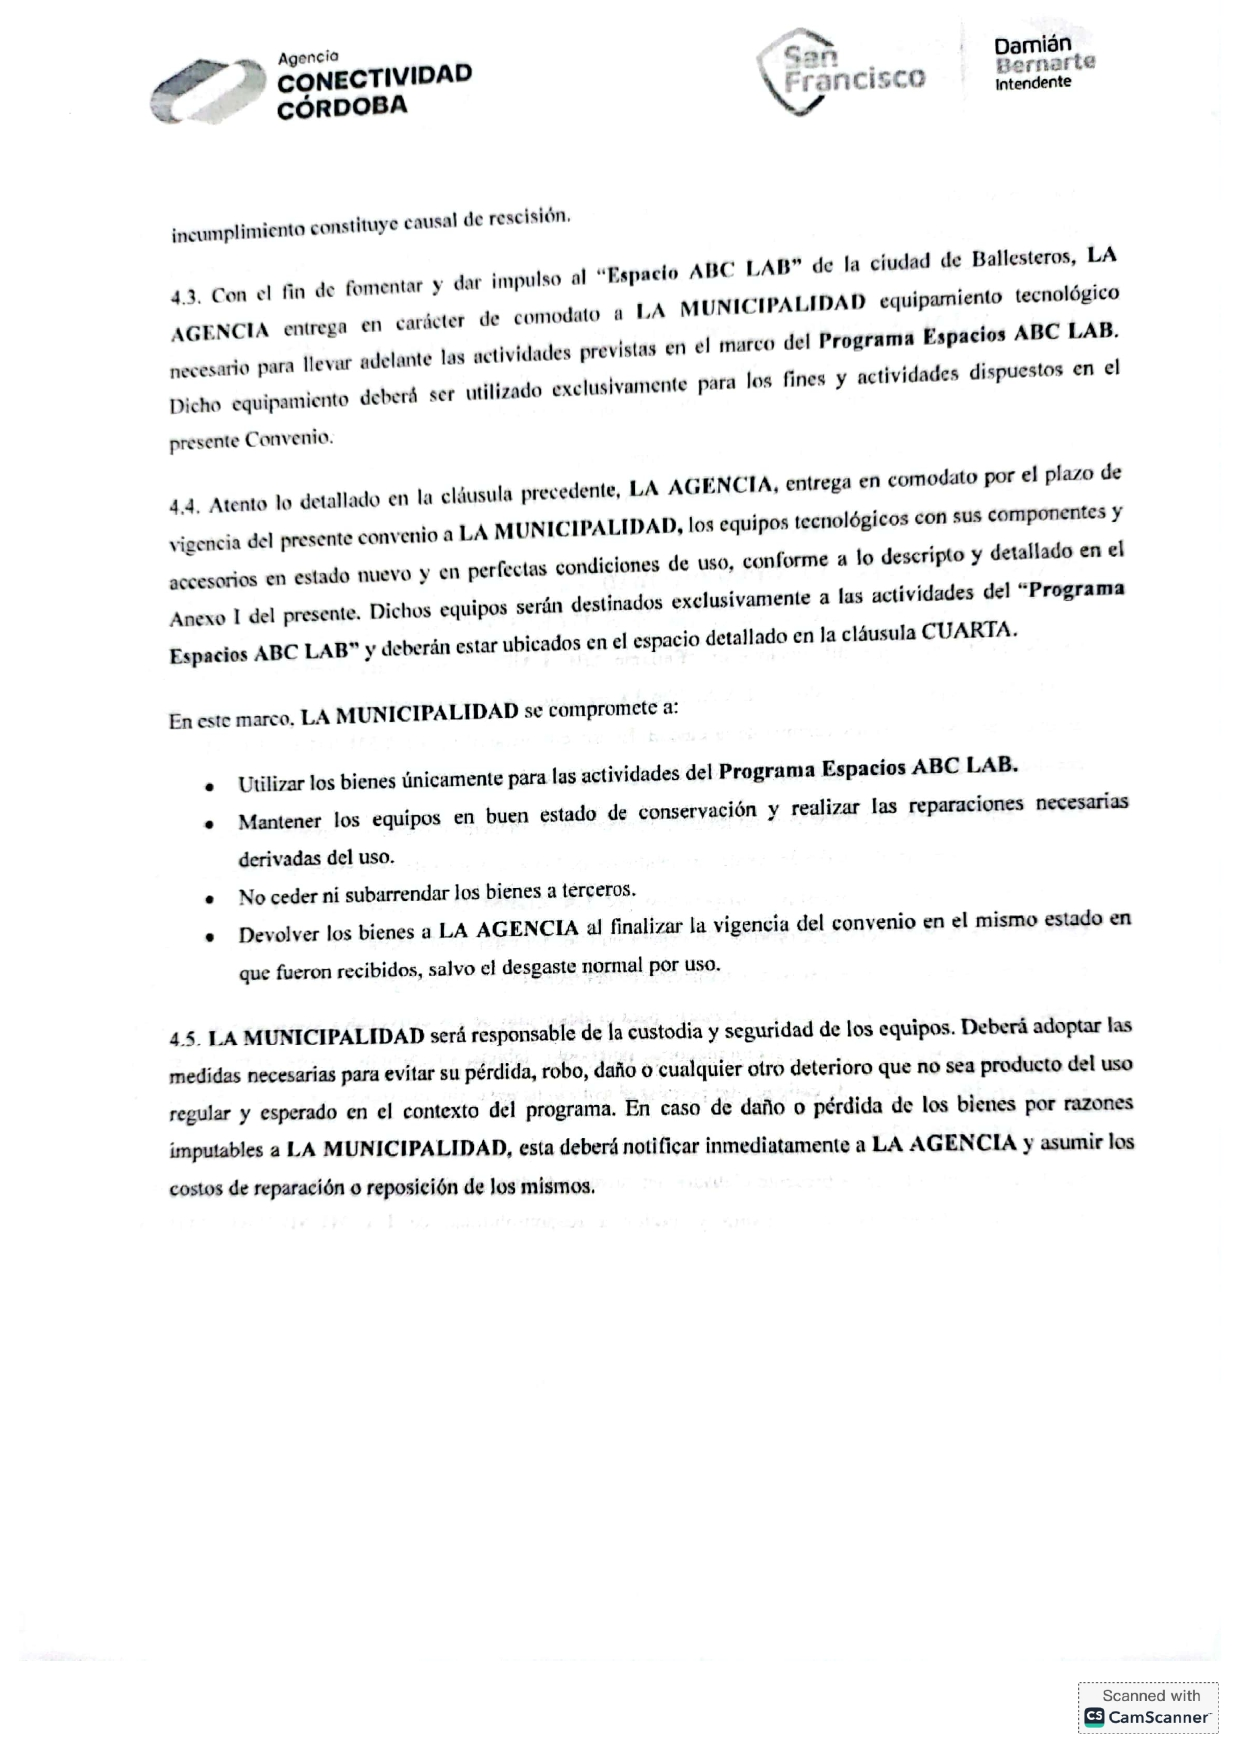 Agencia
CONECTIVIDAD
CÓRDOBA
San
Francisco
Damián
Bernarte
Intendente
incumplimiento constituye causal de rescisión.
4.3. Con el fin de fomentar y dar impulso al “Espacio ABC LAB” de la ciudad de Ballesteros, LA
AGENCIA entrega en carácter de comodato a LA MUNICIPALIDAD equipamiento tecnológico
necesario para llevar adelante las actividades previstas en el marco del Programa Espacios ABC LAB.
Dicho equipamiento deberá ser utilizado exclusivamente para los fines y actividades dispuestos en el
presente Convenio.
4.4. Atento lo detallado en la cláusula precedente, LA AGENCIA, entrega en comodato por el plazo de
vigencia del presente convenio a LA MUNICIPALIDAD, los equipos tecnológicos con sus componentes y
accesorios en estado nuevo y en perfectas condiciones de uso, conforme a lo descripto y detallado en el
Anexo I del presente. Dichos equipos serán destinados exclusivamente a las actividades del “Programa
Espacios ABC LAB” y deberán estar ubicados en el espacio detallado en la cláusula CUARTA.
En este marco, LA MUNICIPALIDAD se compromete a:
• Utilizar los bienes únicamente para las actividades del Programa Espacios ABC LAB.
• Mantener los equipos en buen estado de conservación y realizar las reparaciones necesarias
derivadas del uso.
• No ceder ni subarrendar los bienes a terceros.
• Devolver los bienes a LA AGENCIA al finalizar la vigencia del convenio en el mismo estado en
que fueron recibidos, salvo el desgaste normal por uso.
4.5. LA MUNICIPALIDAD será responsable de la custodia y seguridad de los equipos. Deberá adoptar las
medidas necesarias para evitar su pérdida, robo, daño o cualquier otro deterioro que no sea producto del uso
regular y esperado en el contexto del programa. En caso de daño o pérdida de los bienes por razones
imputables a LA MUNICIPALIDAD, esta deberá notificar inmediatamente a LA AGENCIA y asumir los
costos de reparación o reposición de los mismos.
Scanned with
CS CamScanner